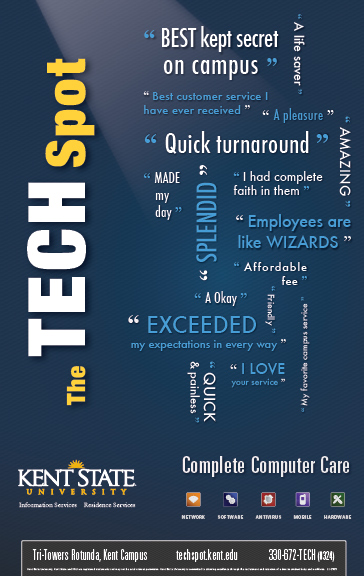 The TECH Spot
“ BEST kept secret
on campus ”
“ A life saver ”
“ Best customer service I
have ever received ”
“ A pleasure ”
“ Quick turnaround ”
“ AMAZING ”
“ MADE
my
day ”
“ SPLENDID ”
“ I had complete
faith in them ”
“ Employees are
like WIZARDS ”
“ Affordable
fee ”
“ A Okay ”
“ Friendly ”
“ My favorite campus service ”
“ EXCEEDED
my expectations in every way ”
“ QUICK
& painless ”
“ I LOVE
your service ”
KENT STATE
UNIVERSITY
Information Services Residence Services
Complete Computer Care
NETWORK SOFTWARE ANTIVIRUS MOBILE HARDWARE
Tri-Towers Rotunda, Kent Campus techspot.kent.edu 330-672-TECH (8324)